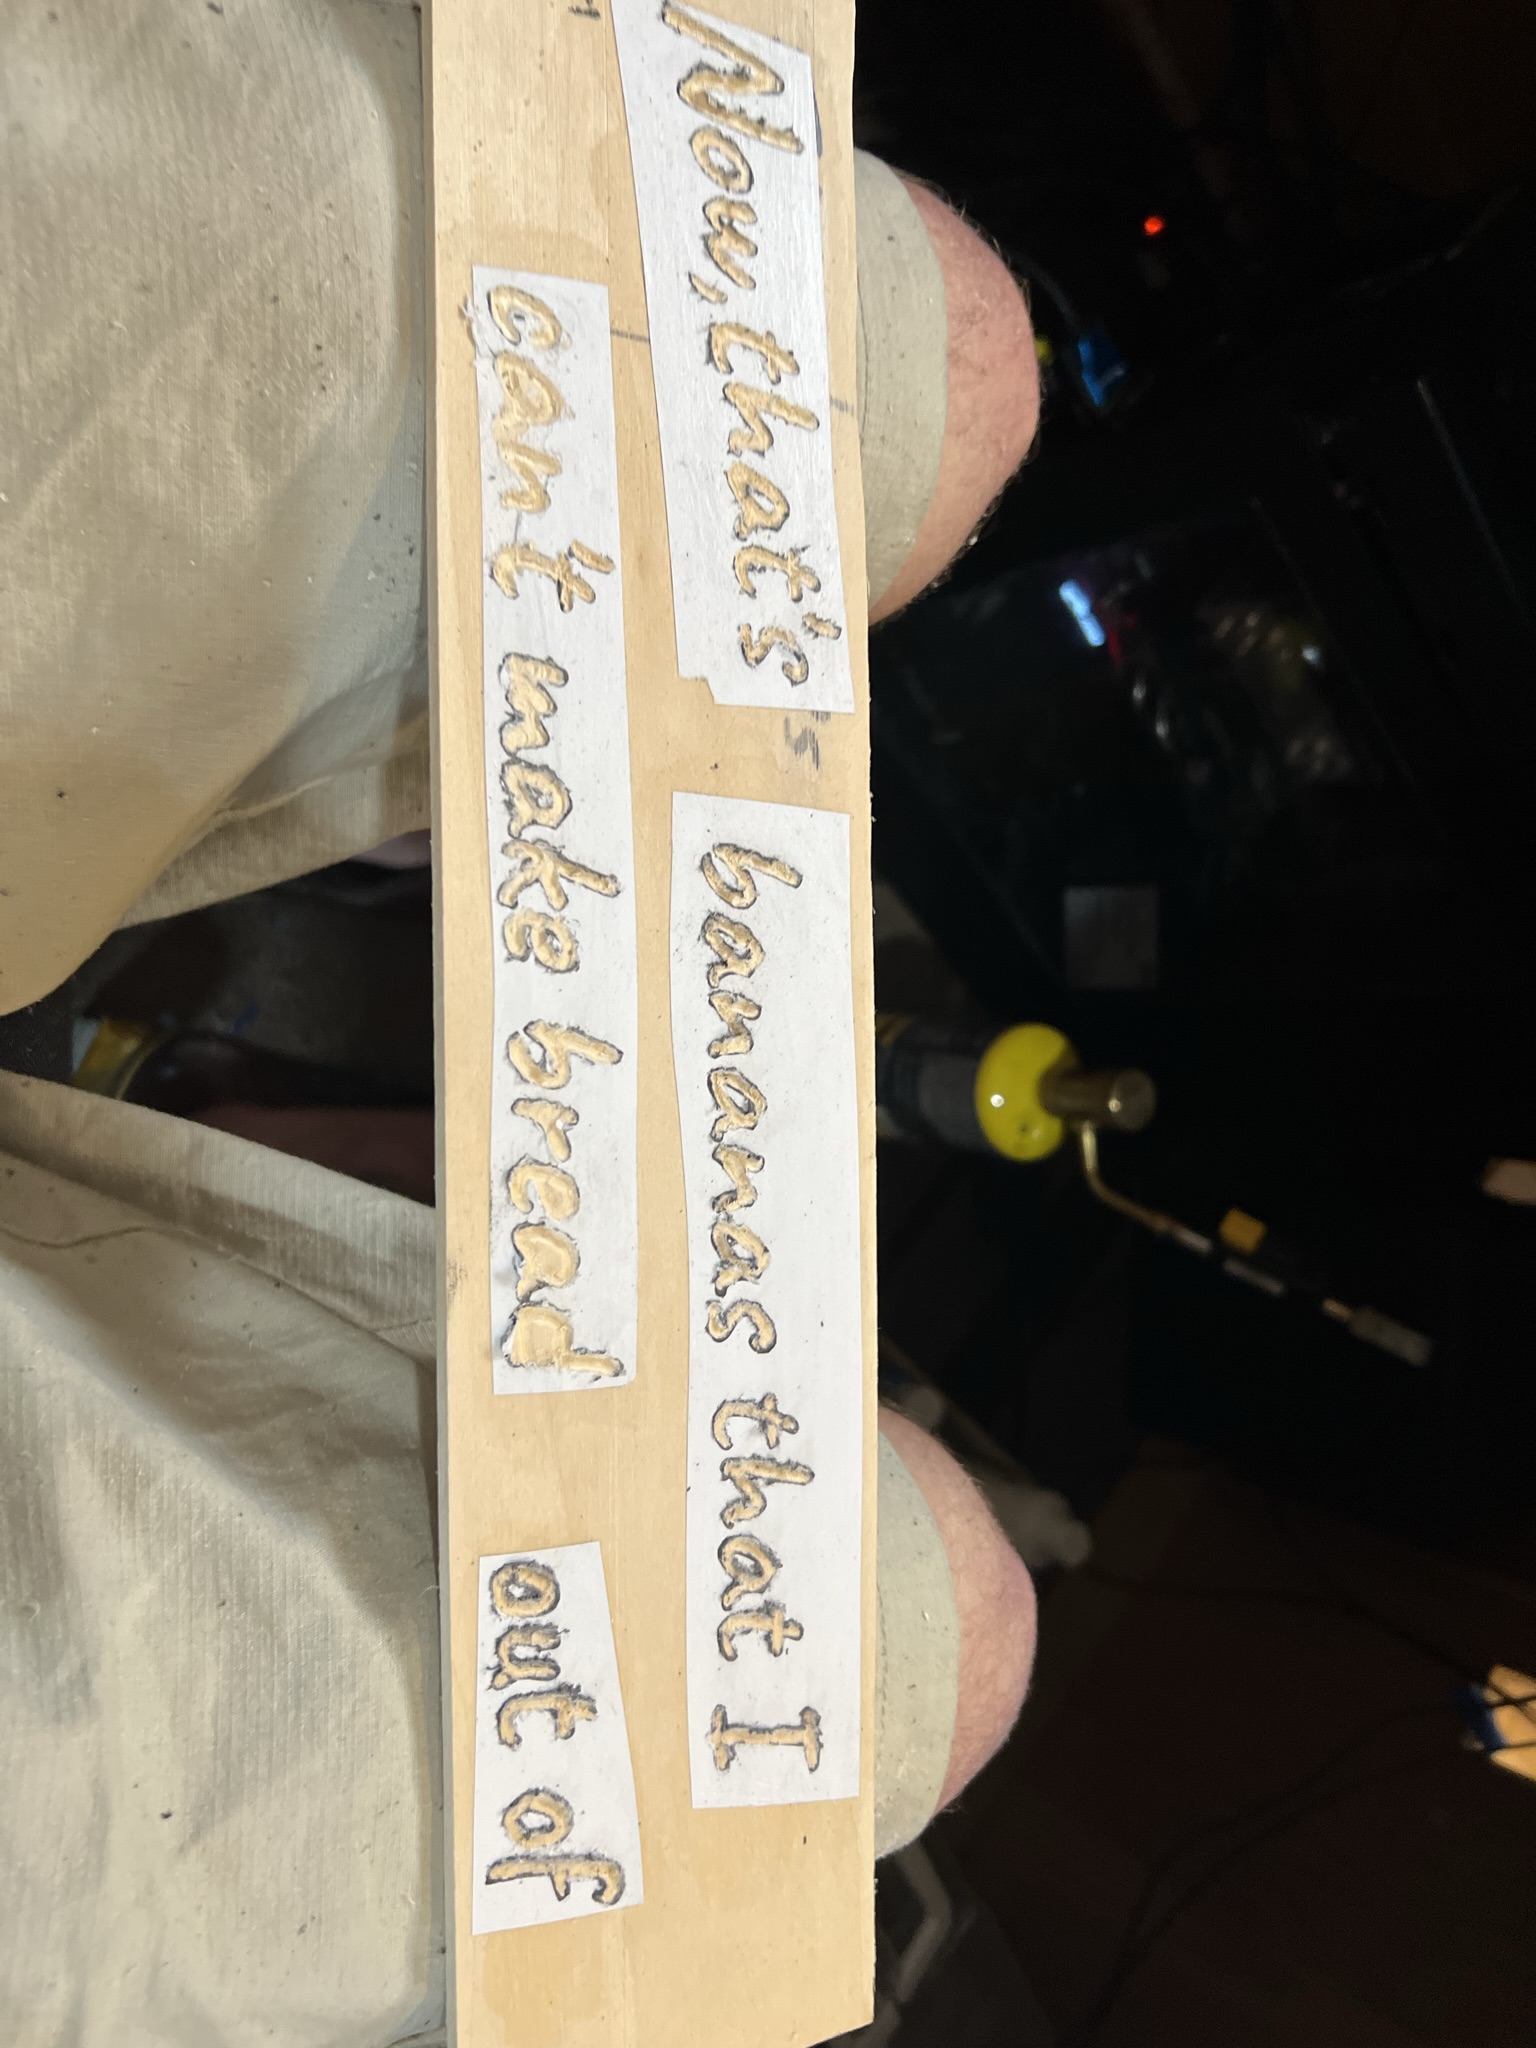 Now, that's bananas that I
can't make bread out of